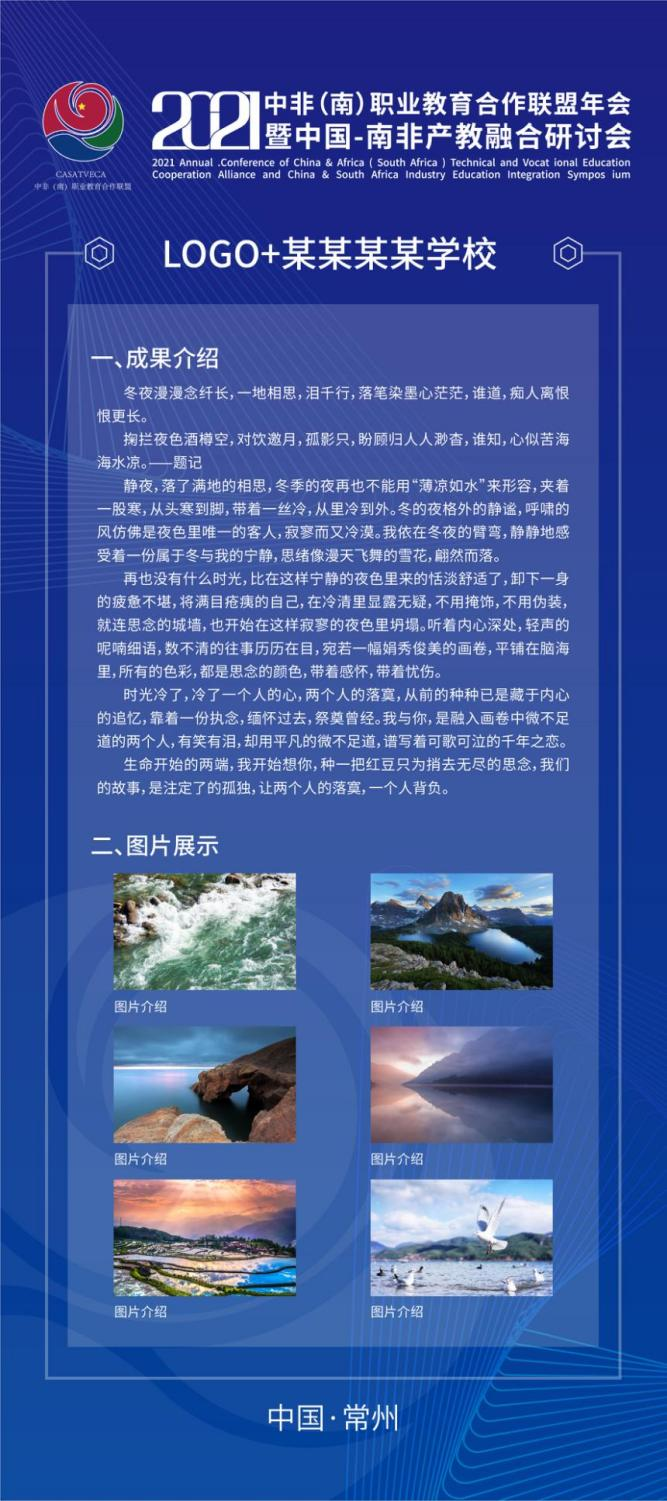 CASATVECA
中非（南）职业教育合作联盟
2021 中非（南）职业教育合作联盟年会
暨中国-南非产教融合研讨会
2021 Annual .Conference of China & Africa ( South Africa ) Technical and Vocat ional Education
Cooperation Alliance and China & South Africa Industry Education Integration Sympos ium
LOGO+某某某某学校
一、成果介绍
冬夜漫漫念纤长，一地相思，泪千行，落笔染墨心茫茫，谁道，痴人离恨
恨更长。
掬拦夜色酒樽空，对饮邀月，孤影只，盼顾归人人渺杳，谁知，心似苦海
海水凉。——题记
静夜，落了满地的相思，冬季的夜再也不能用“薄凉如水”来形容，夹着
一股寒，从头寒到脚，带着一丝冷，从里冷到外。冬的夜格外的静谧，呼啸的
风仿佛是夜色里唯一的客人，寂寥而又冷漠。我依在冬夜的臂弯，静静地感
受着一份属于冬与我的宁静，思绪像漫天飞舞的雪花，翩然而落。
再也没有什么时光，比在这样宁静的夜色里来的恬淡舒适了，卸下一身
的疲惫不堪，将满目疮痍的自己，在冷清里显露无疑，不用掩饰，不用伪装，
就连思念的城墙，也开始在这样寂寥的夜色里坍塌。听着内心深处，轻声的
呢喃细语，数不清的往事历历在目，宛若一幅娟秀俊美的画卷，平铺在脑海
里，所有的色彩，都是思念的颜色，带着感怀，带着忧伤。
时光冷了，冷了一个人的心，两个人的落寞，从前的种种已是藏于内心
的追忆，靠着一份执念，缅怀过去，祭奠曾经。我与你，是融入画卷中微不足
道的两个人，有笑有泪，却用平凡的微不足道，谱写着可歌可泣的千年之恋。
生命开始的两端，我开始想你，种一把红豆只为捎去无尽的思念，我们
的故事，是注定了的孤独，让两个人的落寞，一个人背负。
二、图片展示
图片介绍
图片介绍
图片介绍
图片介绍
图片介绍
图片介绍
中国·常州